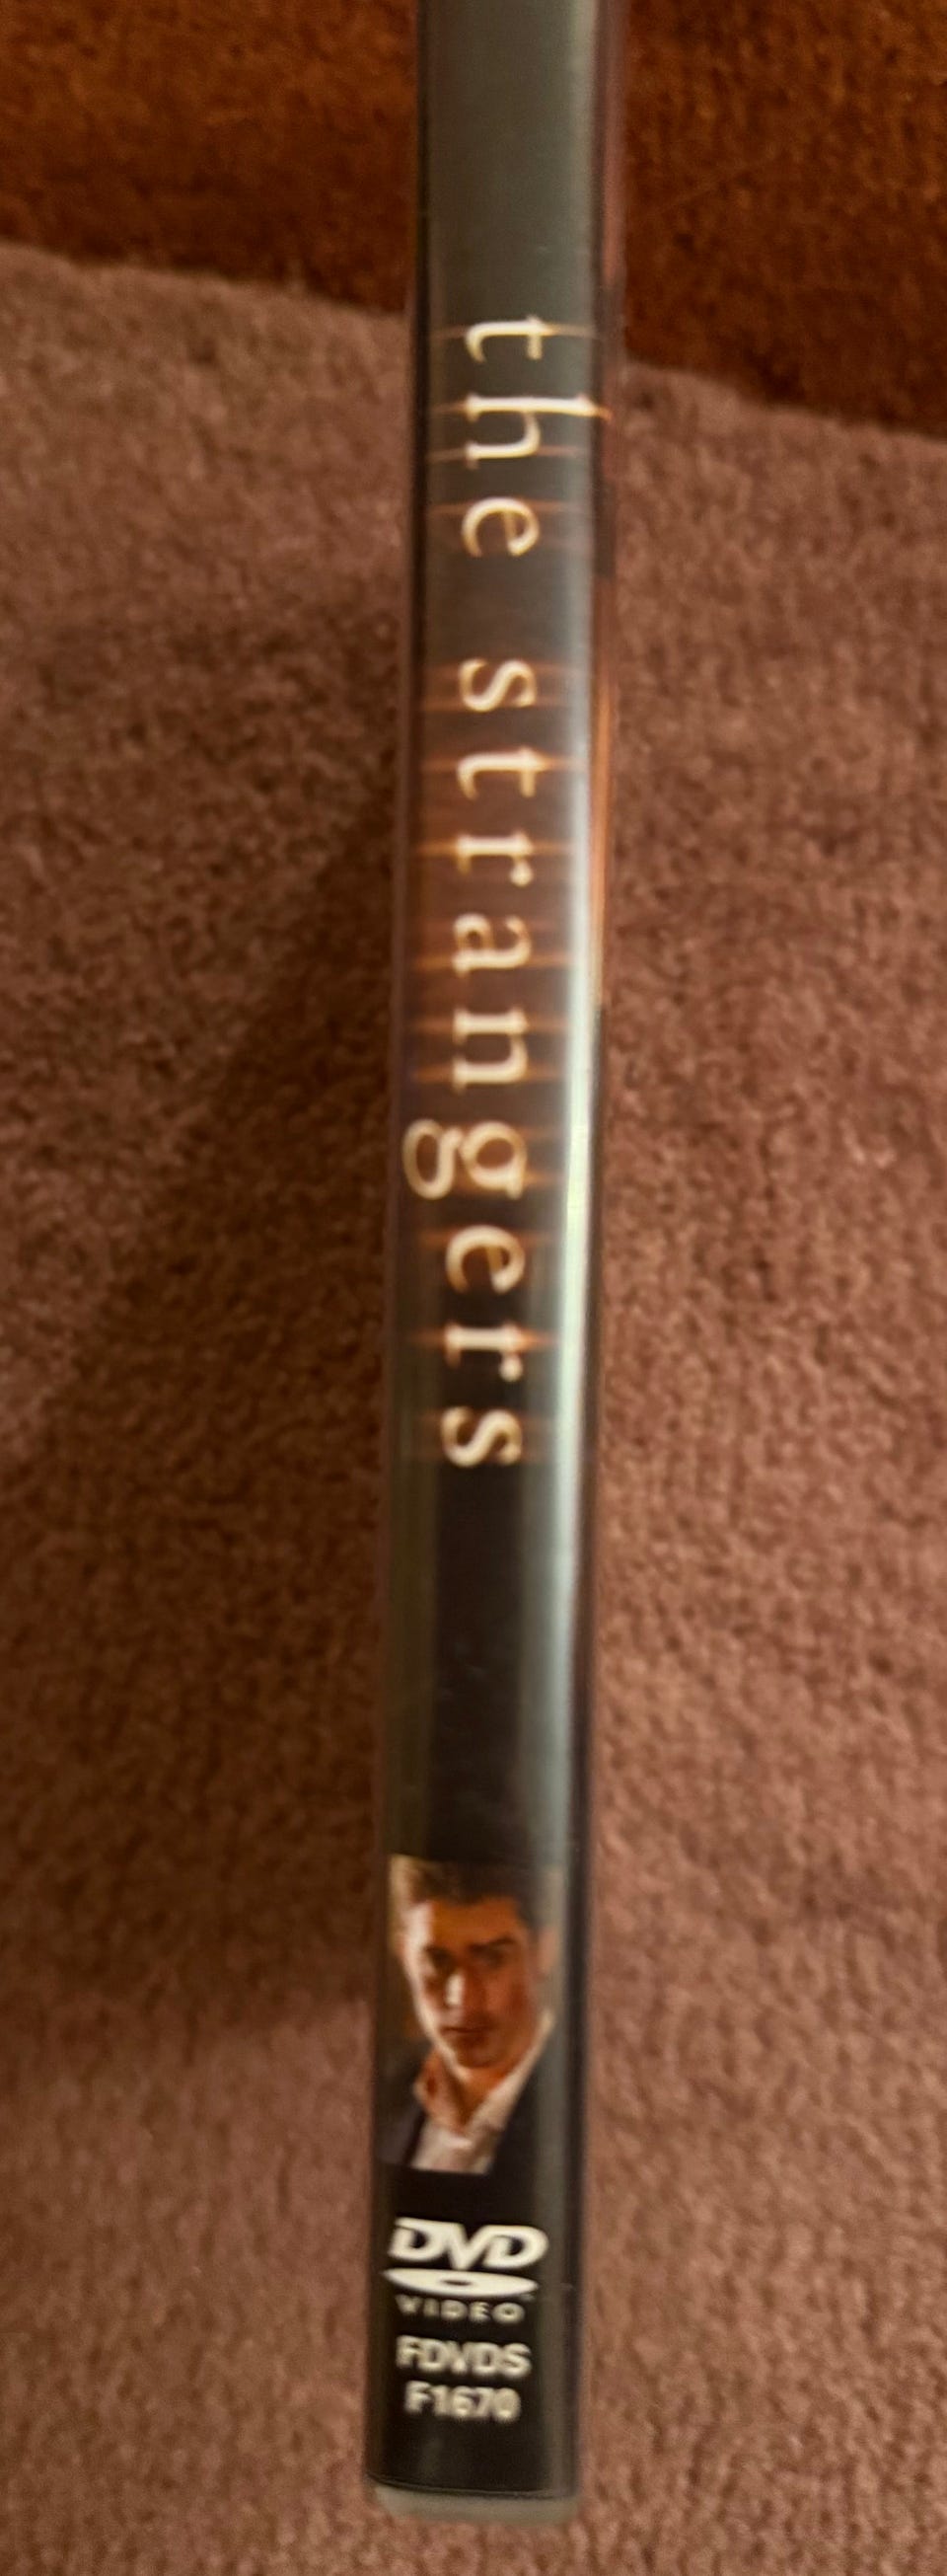 the strangers
DVD
VIDEO
FDVDS
F1670